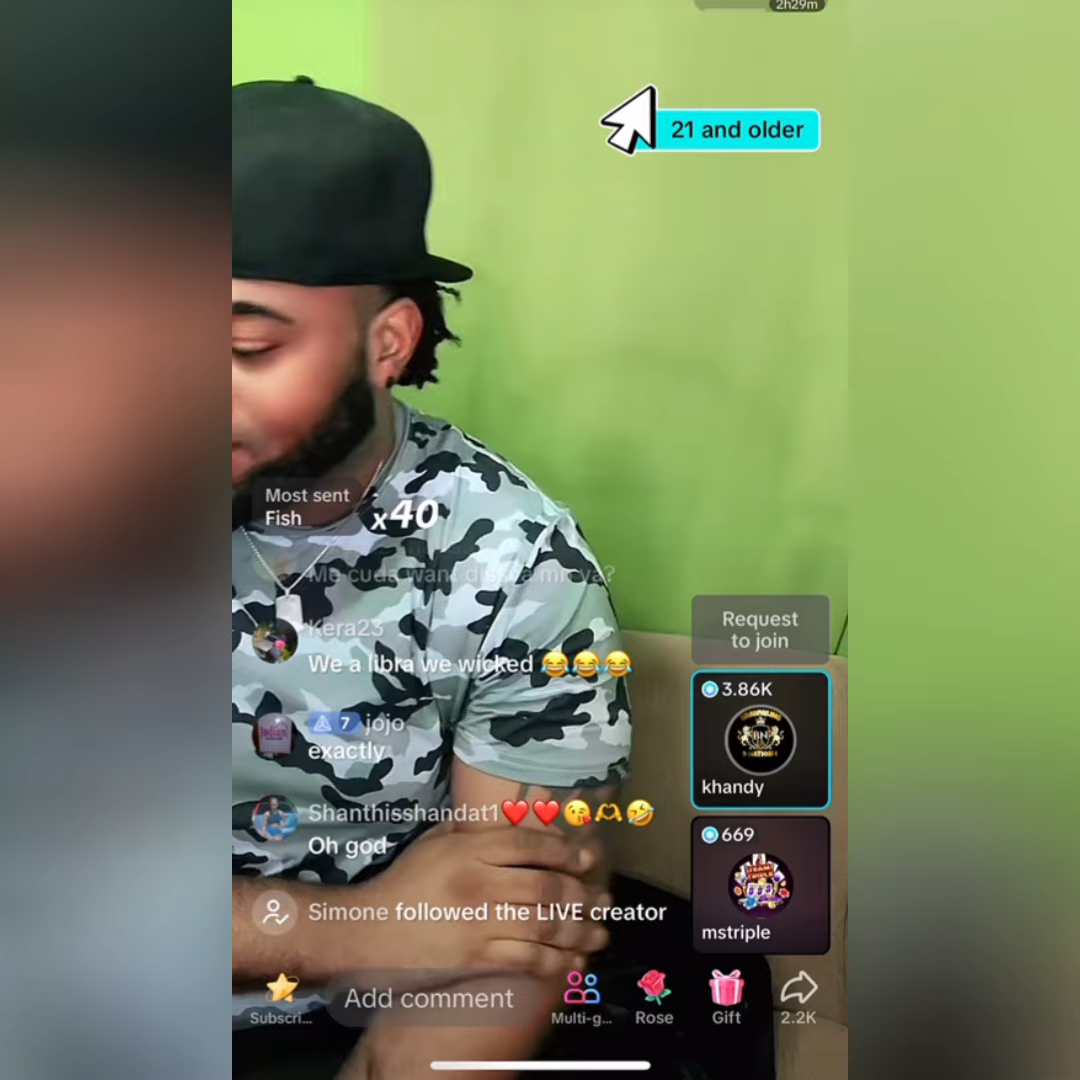 2h29m
21 and older
Most sent
Fish
x40
Kera23
We a libra we wicked 😂😂😂
7 jojo
exactly
Shanthisshandat1❤️❤️😘🫶🤣
Oh god
Simone followed the LIVE creator
Request
to join
3.86K
BN
khandy
669
mstriple
Add comment
Subscri...
Multi-g...
Rose
Gift
2.2K